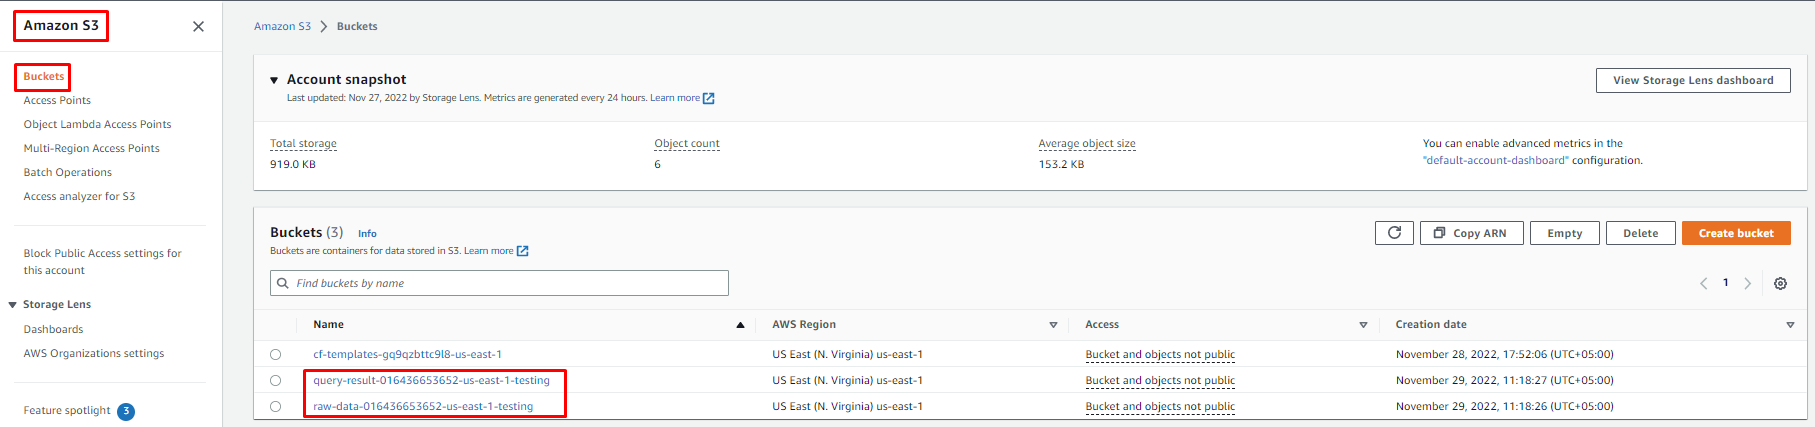 Amazon S3
Buckets
Access Points
Object Lambda Access Points
Multi-Region Access Points
Batch Operations
Access analyzer for S3
Block Public Access settings for
this account
Storage Lens
Dashboards
AWS Organizations settings
Feature spotlight 3
Amazon S3 > Buckets
Account snapshot
Last updated: Nov 27, 2022 by Storage Lens. Metrics are generated every 24 hours. Learn more
View Storage Lens dashboard
Total storage
919.0 KB
Object count
6
Average object size
153.2 KB
You can enable advanced metrics in the
"default-account-dashboard" configuration.
Buckets (3) Info
Buckets are containers for data stored in S3. Learn more
Copy ARN
Empty
Delete
Create bucket
Find buckets by name
1
Name AWS Region Access Creation date
cf-templates-gq9qzbttc9l8-us-east-1 US East (N. Virginia) us-east-1 Bucket and objects not public November 28, 2022, 17:52:06 (UTC+05:00)
query-result-016436653652-us-east-1-testing US East (N. Virginia) us-east-1 Bucket and objects not public November 29, 2022, 11:18:27 (UTC+05:00)
raw-data-016436653652-us-east-1-testing US East (N. Virginia) us-east-1 Bucket and objects not public November 29, 2022, 11:18:26 (UTC+05:00)